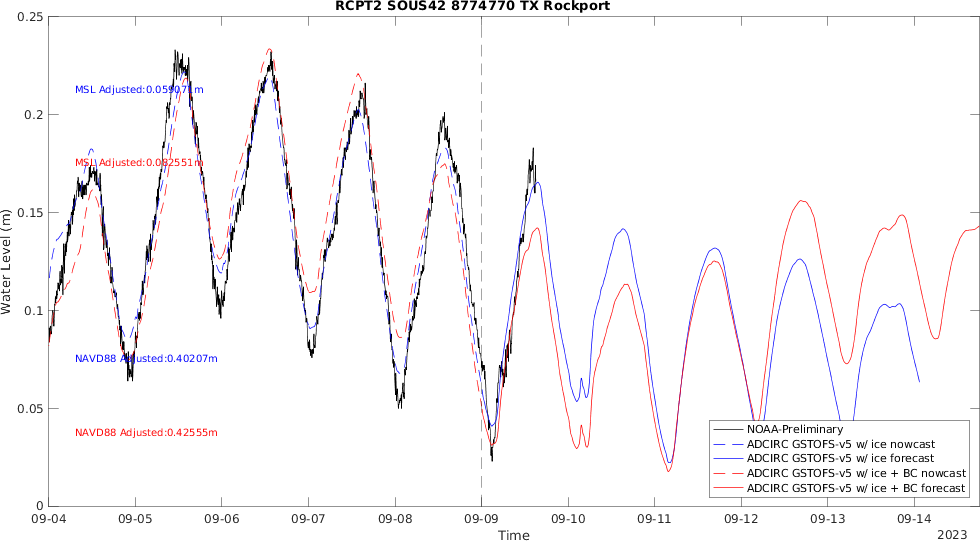 RCPT2 SOUS42 8774770 TX Rockport
0.25
0.2
0.15
0.1
0.05
0
Water Level (m)
MSL Adjusted:0.059071m
MSL Adjusted:0.082551m
NAVD88 Adjusted:0.40207m
NAVD88 Adjusted:0.42555m
NOAA-Preliminary
ADCIRC GSTOFS-v5 w/ ice nowcast
ADCIRC GSTOFS-v5 w/ ice forecast
ADCIRC GSTOFS-v5 w/ ice + BC nowcast
ADCIRC GSTOFS-v5 w/ ice + BC forecast
09-04 09-05 09-06 09-07 09-08 09-09 09-10 09-11 09-12 09-13 09-14
Time
2023